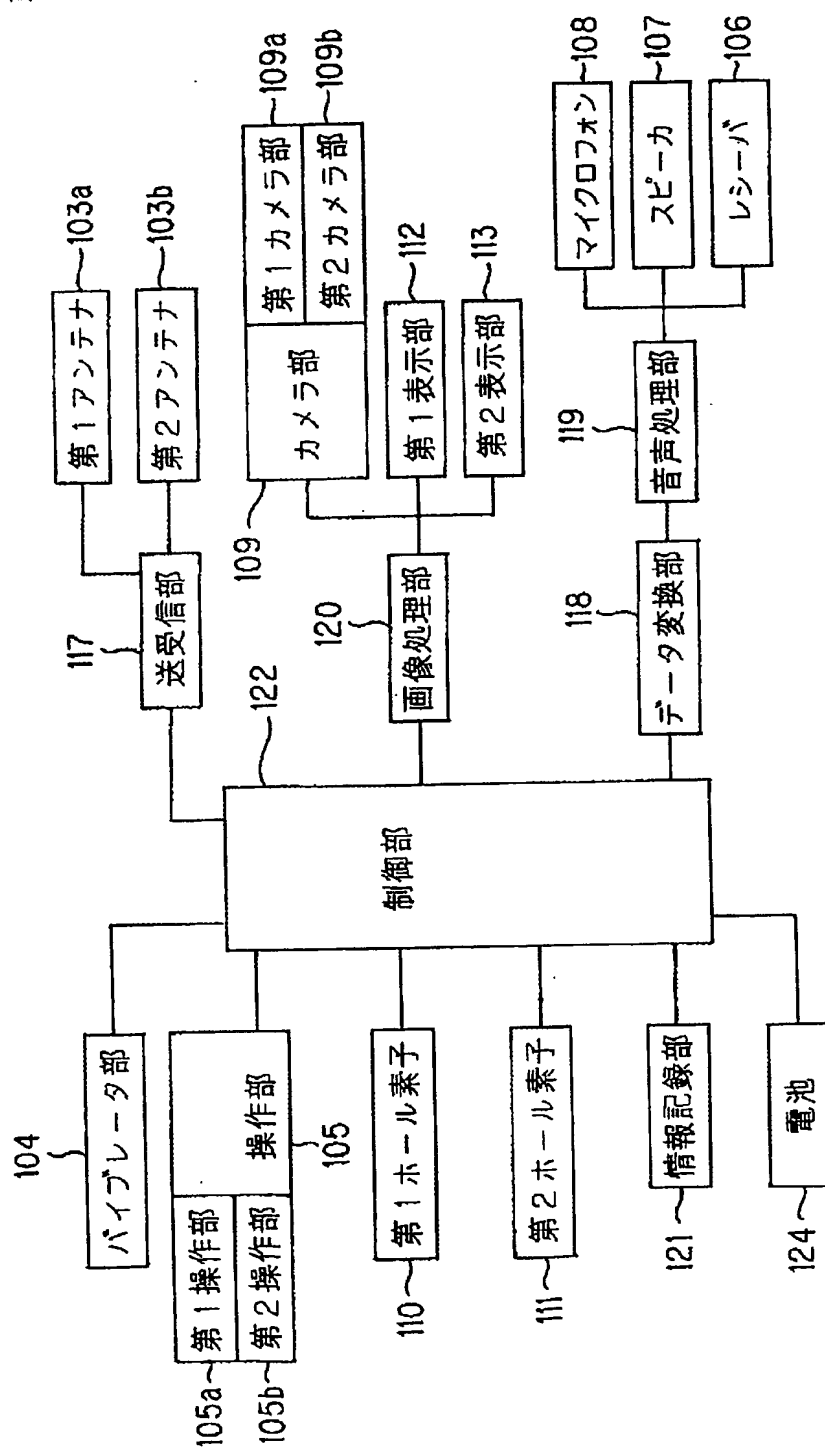 104
バイブレータ部
105a
第1操作部
105b
第2操作部
操作部
105
110
第1ホール素子
111
第2ホール素子
121
情報記録部
124
電池
122
制御部
117
送受信部
第1アンテナ
103a
第2アンテナ
103b
120
画像処理部
109
カメラ部
第1カメラ部
109a
第2カメラ部
109b
第1表示部
112
第2表示部
113
118
データ変換部
119
音声処理部
マイクロフォン
108
スピーカ
107
レシーバ
106